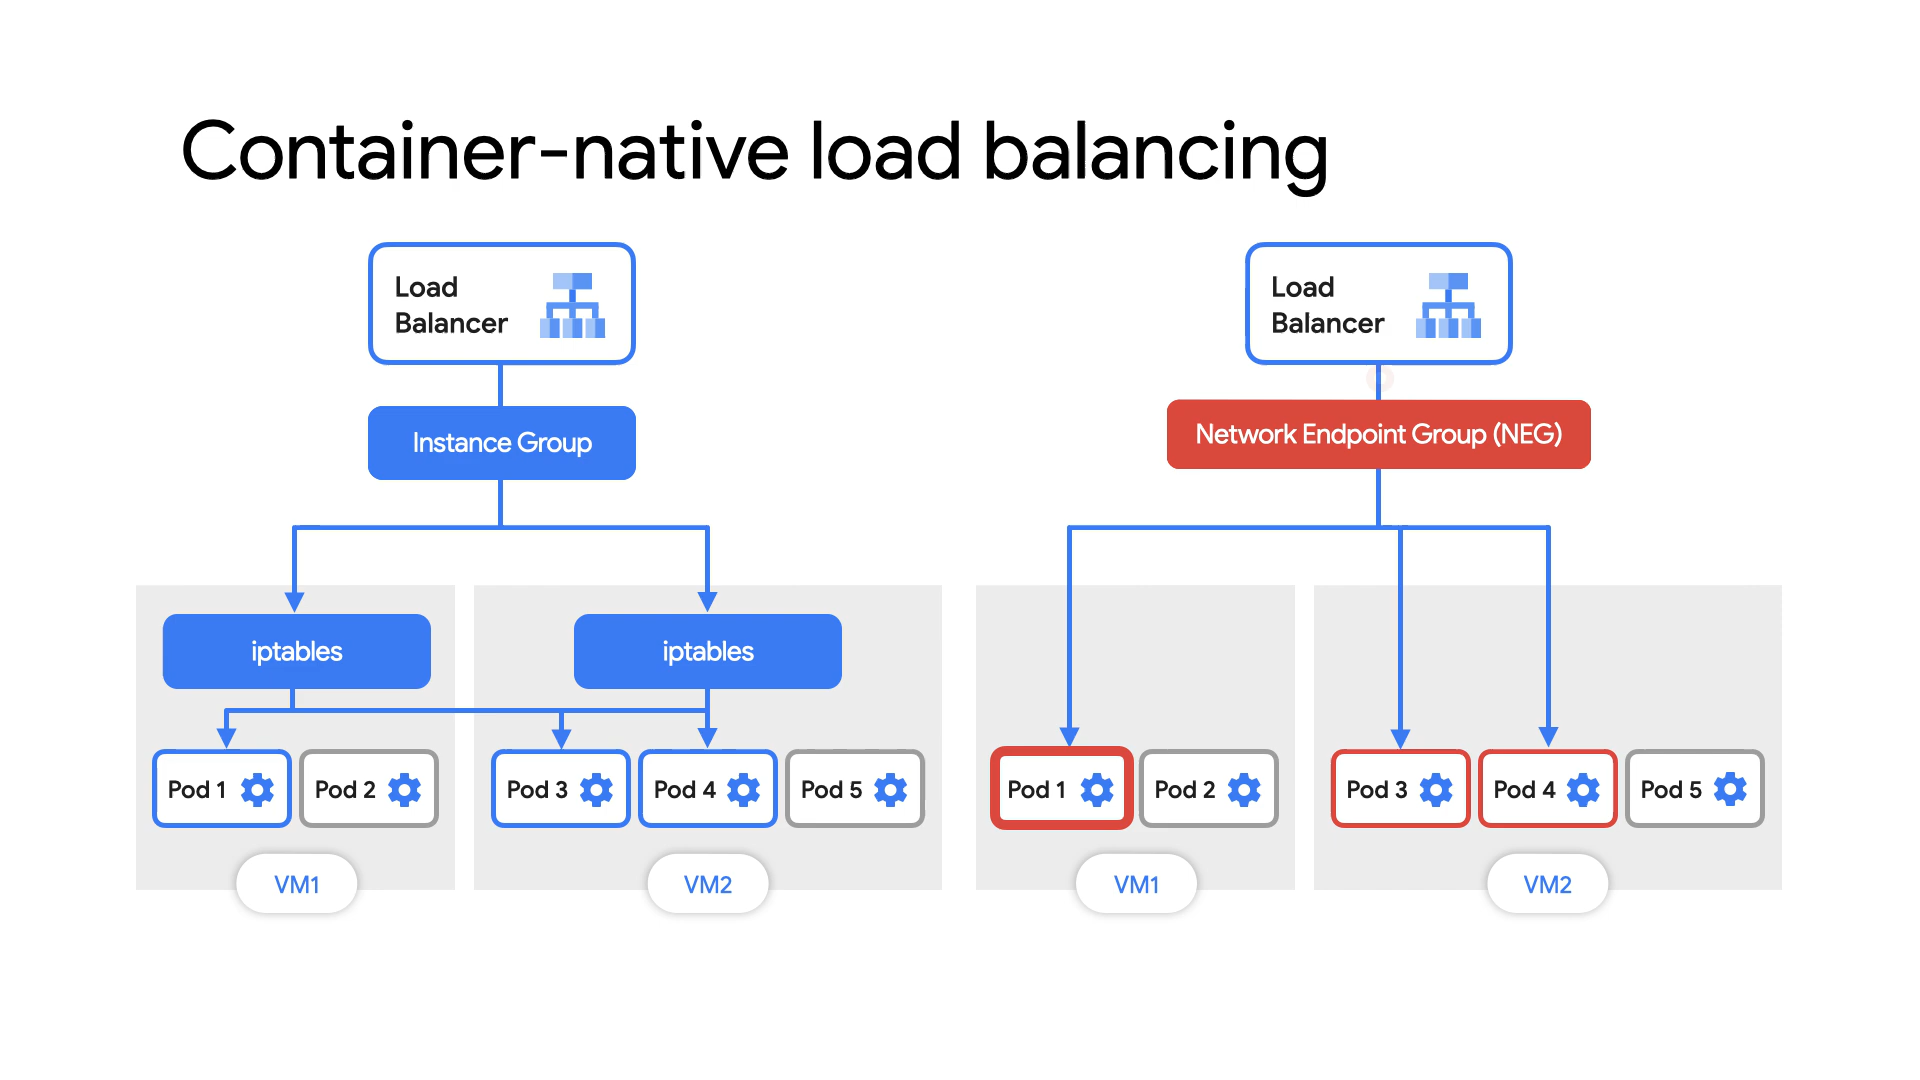 Container-native load balancing
Load
Balancer
Instance Group
iptables
iptables
Pod 1
Pod 2
Pod 3
Pod 4
Pod 5
VM1
VM2
Load
Balancer
Network Endpoint Group (NEG)
Pod 1
Pod 2
Pod 3
Pod 4
Pod 5
VM1
VM2